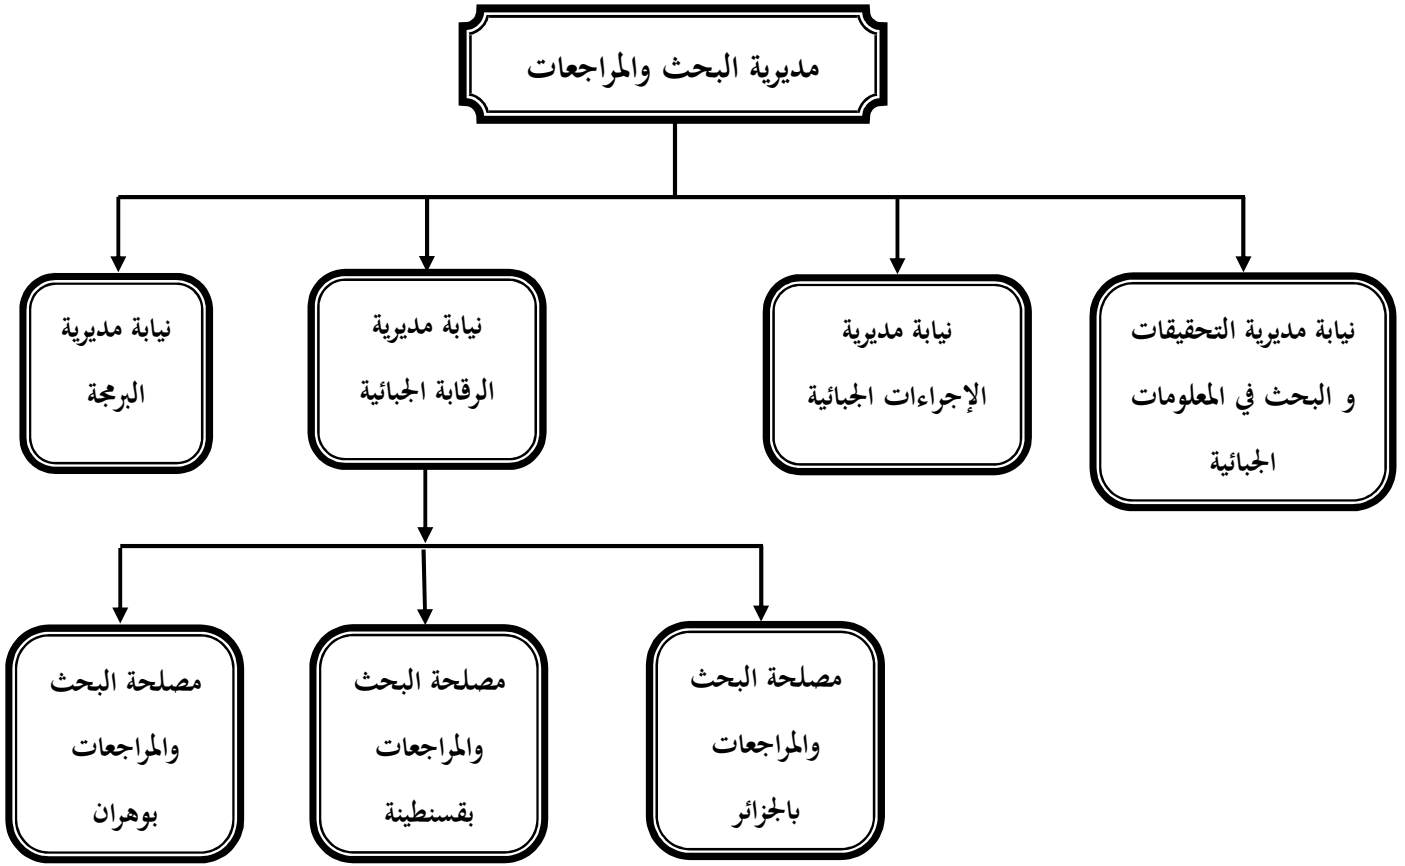 مديرية البحث والمراجعات
نيابة مديرية التحقيقات
و البحث في المعلومات
الجبائية
نيابة مديرية
الإجراءات الجبائية
نيابة مديرية
الرقابة الجبائية
نيابة مديرية
البرمجة
مصلحة البحث
والمراجعات
بالجزائر
مصلحة البحث
والمراجعات
بقسنطينة
مصلحة البحث
والمراجعات
بوهران